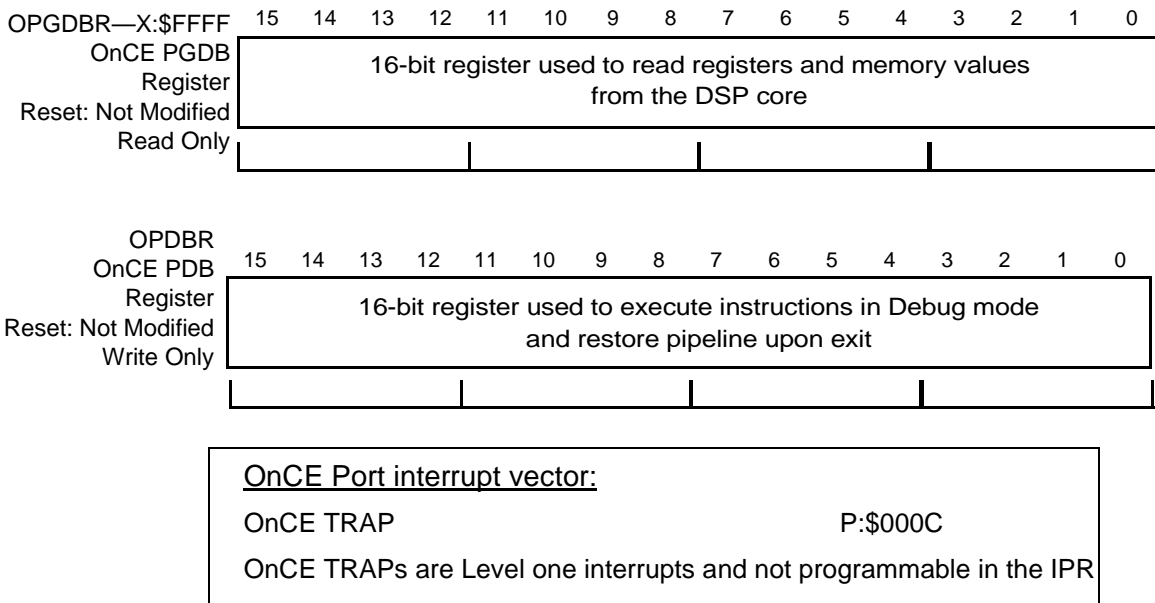 OPGDBR—X:$FFFF
OnCE PGDB
Register
Reset: Not Modified
Read Only
15 14 13 12 11 10 9 8 7 6 5 4 3 2 1 0
16-bit register used to read registers and memory values
from the DSP core
OPDBR
OnCE PDB
Register
Reset: Not Modified
Write Only
15 14 13 12 11 10 9 8 7 6 5 4 3 2 1 0
16-bit register used to execute instructions in Debug mode
and restore pipeline upon exit
OnCE Port interrupt vector:
OnCE TRAP P:$000C
OnCE TRAPs are Level one interrupts and not programmable in the IPR